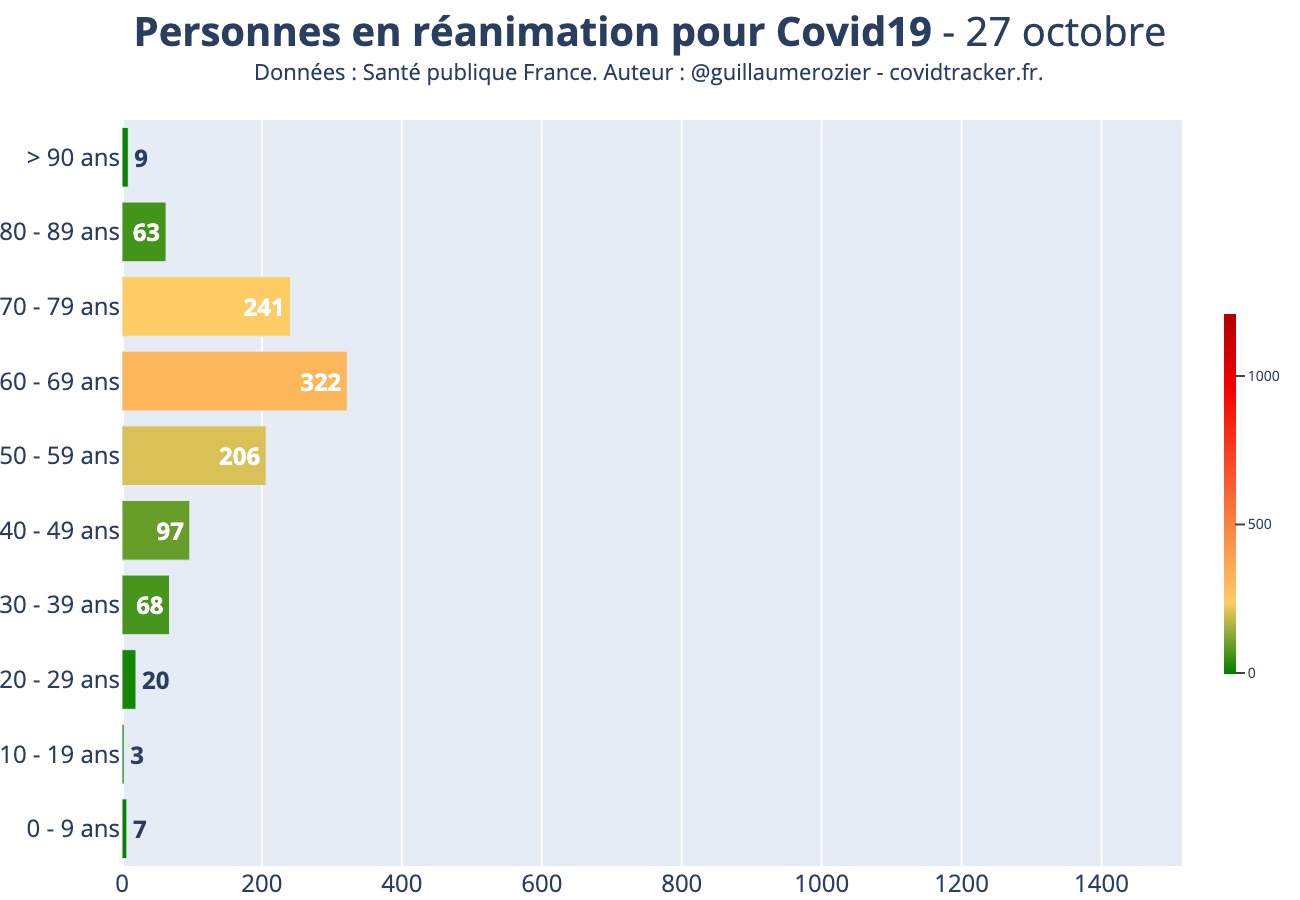 Personnes en réanimation pour Covid19 - 27 octobre
Données : Santé publique France. Auteur : @guillaumerozier - covidtracker.fr.
> 90 ans 9
80 - 89 ans 63
70 - 79 ans 241
60 - 69 ans 322
50 - 59 ans 206
40 - 49 ans 97
30 - 39 ans 68
20 - 29 ans 20
10 - 19 ans 3
0 - 9 ans 7
0 200 400 600 800 1000 1200 1400
1000
500
0